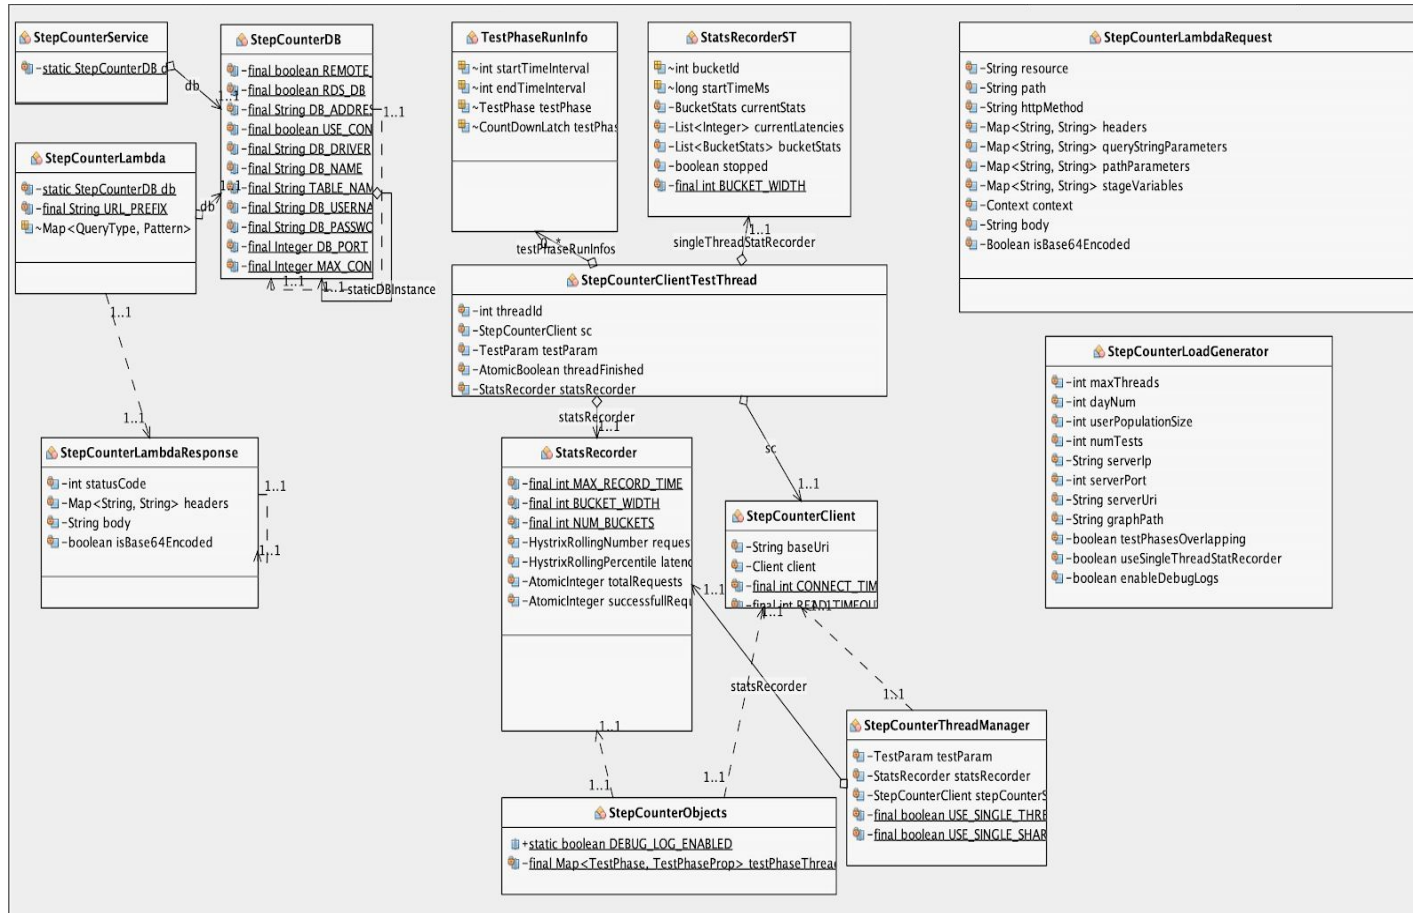 StepCounterService
-static StepCounterDB d
db
1..1
StepCounterDB
-final boolean REMOTE_
-final boolean RDS_DB
-final String DB_ADDRES
-final boolean USE_CON
-final String DB_DRIVER
-final String DB_NAME
-final String TABLE_NAM
-final String DB_USERNA
-final String DB_PASSWO
-final Integer DB_PORT
-final Integer MAX_CON
1..1
1..1
1..1
staticDBInstance
StepCounterLambda
-static StepCounterDB db
-final String URL_PREFIX
~Map<QueryType, Pattern>
db
1..1
1..1
1..1
StepCounterLambdaResponse
-int statusCode
-Map<String, String> headers
-String body
-boolean isBase64Encoded
1..1
1..1
TestPhaseRunInfo
~int startTimeInterval
~int endTimeInterval
~TestPhase testPhase
~CountDownLatch testPhas
testPhaseRunInfos
StatsRecorderST
~int bucketId
~long startTimeMs
-BucketStats currentStats
-List<Integer> currentLatencies
-List<BucketStats> bucketStats
-boolean stopped
-final int BUCKET_WIDTH
1..1
singleThreadStatRecorder
StepCounterClientTestThread
-int threadId
-StepCounterClient sc
-TestParam testParam
-AtomicBoolean threadFinished
-StatsRecorder statsRecorder
statsRecorder
1..1
sc
1..1
StatsRecorder
-final int MAX_RECORD_TIME
-final int BUCKET_WIDTH
-final int NUM_BUCKETS
-HystrixRollingNumber reques
-HystrixRollingPercentile latend
-AtomicInteger totalRequests
-AtomicInteger successfullRequ
1..1
StepCounterClient
-String baseUri
-Client client
-final int CONNECT_TIM
-final int READ_TIMEOU
1..1
1..1
statsRecorder
1..1
1..1
1..1
1..1
StepCounterThreadManager
-TestParam testParam
-StatsRecorder statsRecorder
-StepCounterClient stepCounterS
-final boolean USE_SINGLE_THRE
-final boolean USE_SINGLE_SHAR
StepCounterObjects
+static boolean DEBUG_LOG_ENABLED
-final Map<TestPhase, TestPhaseProp> testPhaseThrea
StepCounterLambdaRequest
-String resource
-String path
-String httpMethod
-Map<String, String> headers
-Map<String, String> queryStringParameters
-Map<String, String> pathParameters
-Map<String, String> stageVariables
-Context context
-String body
-Boolean isBase64Encoded
StepCounterLoadGenerator
-int maxThreads
-int dayNum
-int userPopulationSize
-int numTests
-String serverIp
-int serverPort
-String serverUri
-String graphPath
-boolean testPhasesOverlapping
-boolean useSingleThreadStatRecorder
-boolean enableDebugLogs